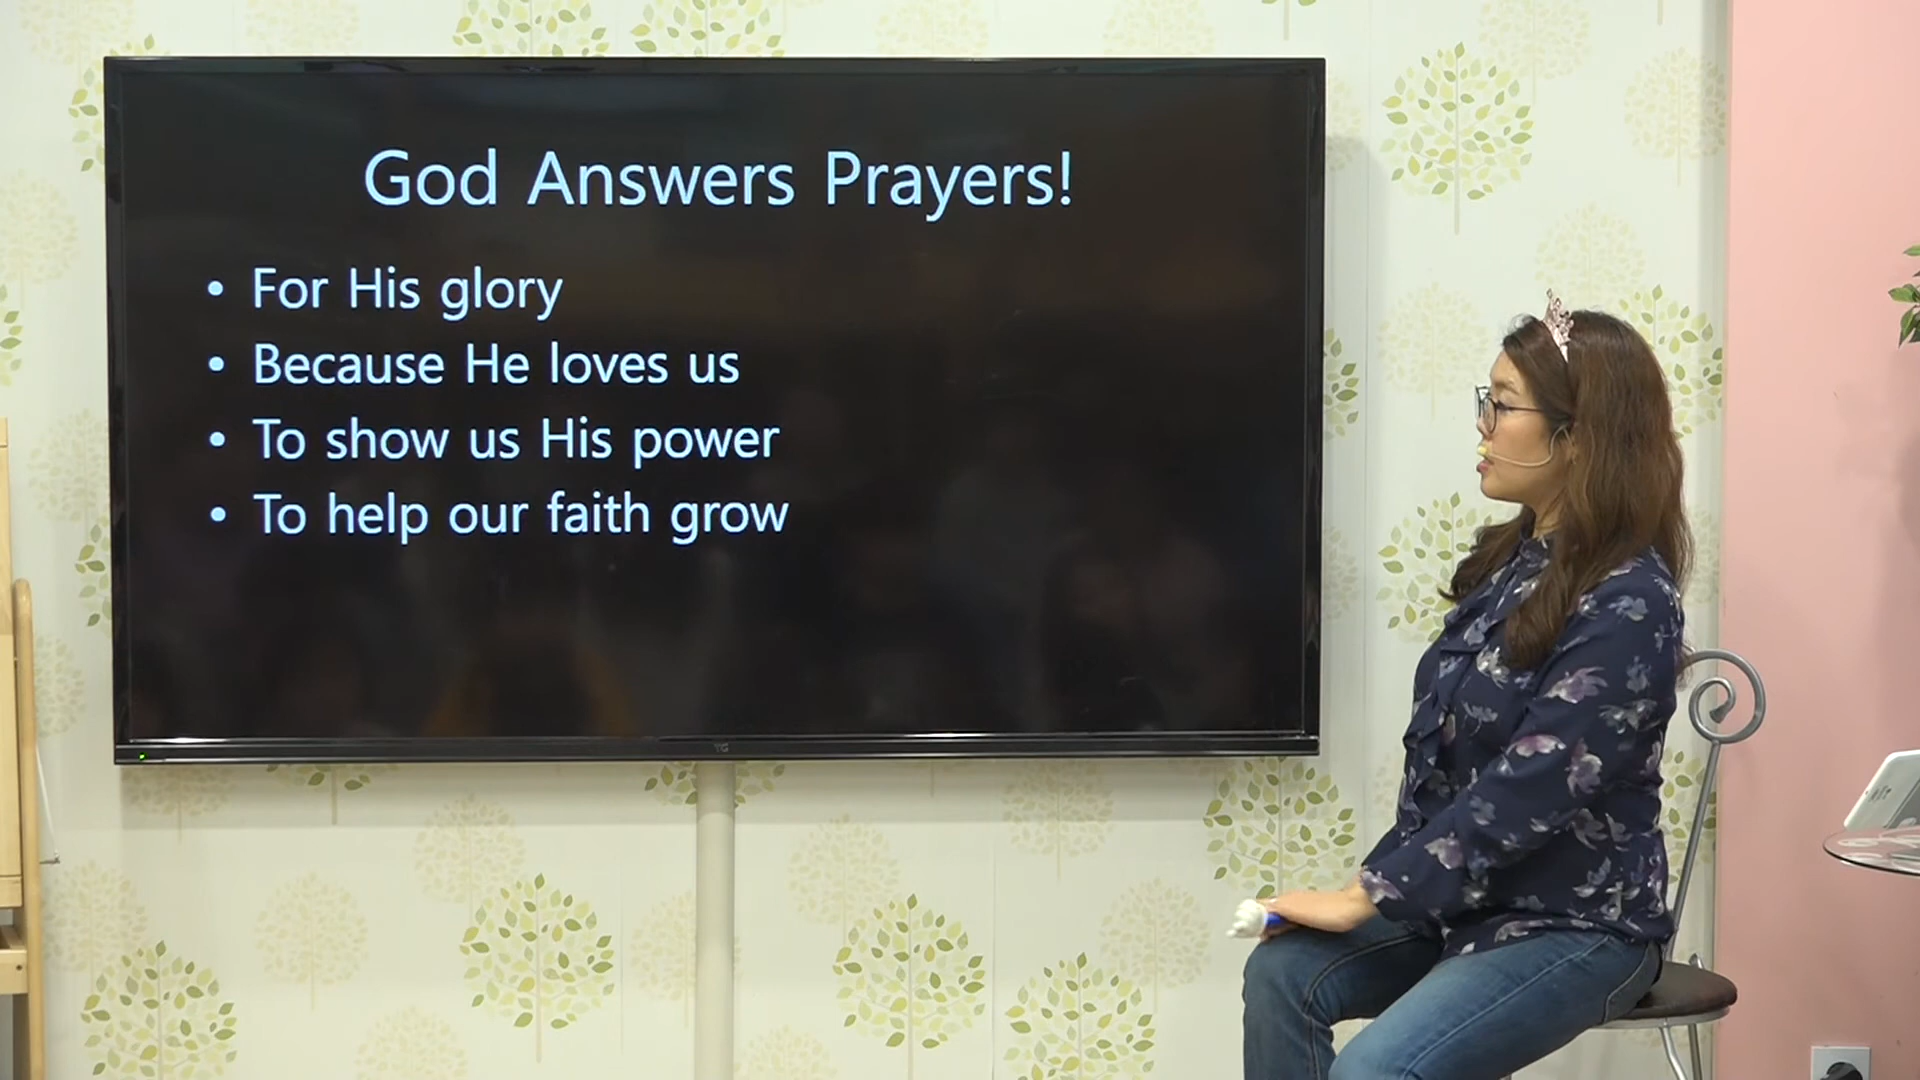 God Answers Prayers!
• For His glory
• Because He loves us
• To show us His power
• To help our faith grow
TG